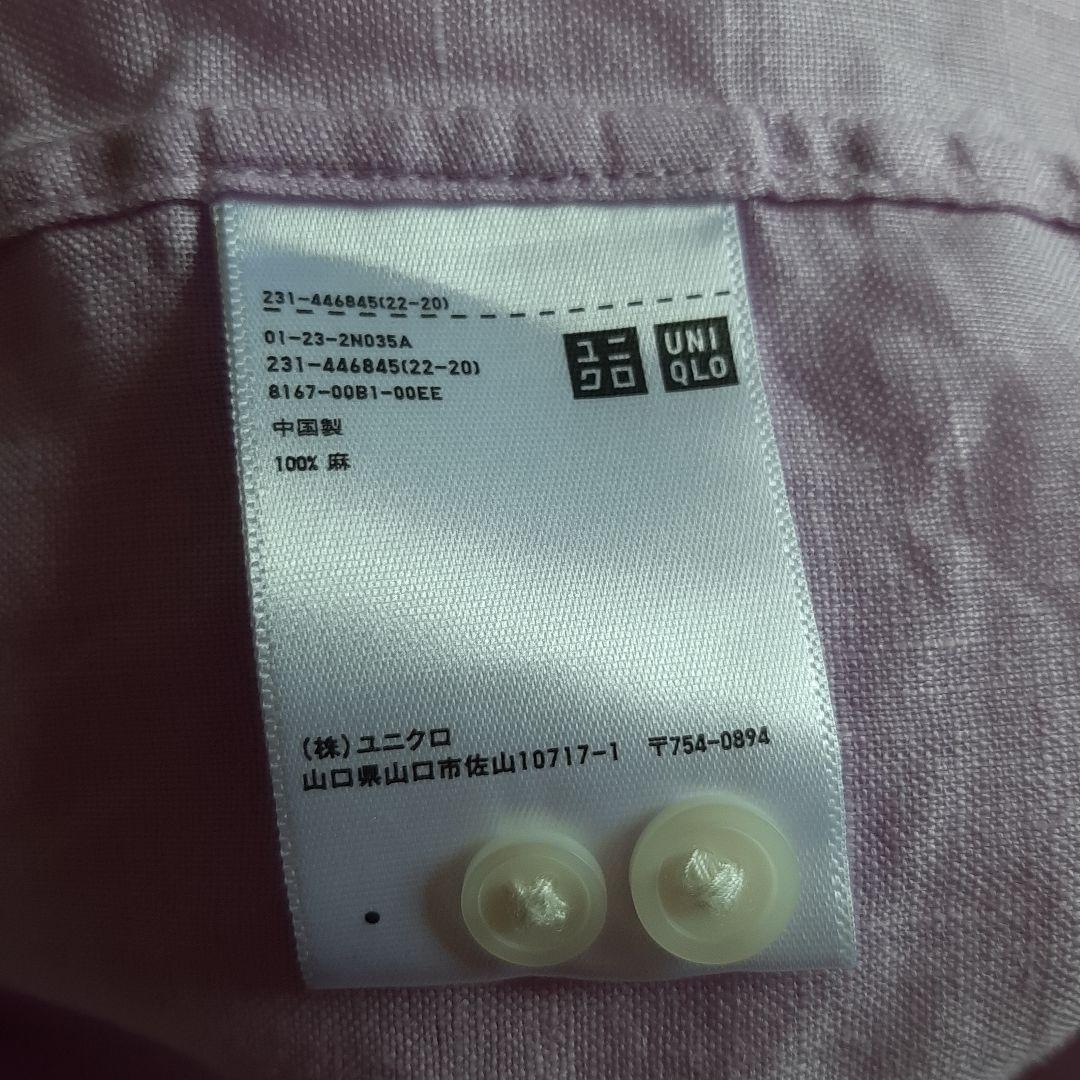 231-446845(22-20)
01-23-2N035A
231-446845(22-20)
8167-00B1-00EE
中国製
100% 麻
ユニ
クロ
UNI
QLO
(株)ユニクロ
山口県山口市佐山10717-1 〒754-0894